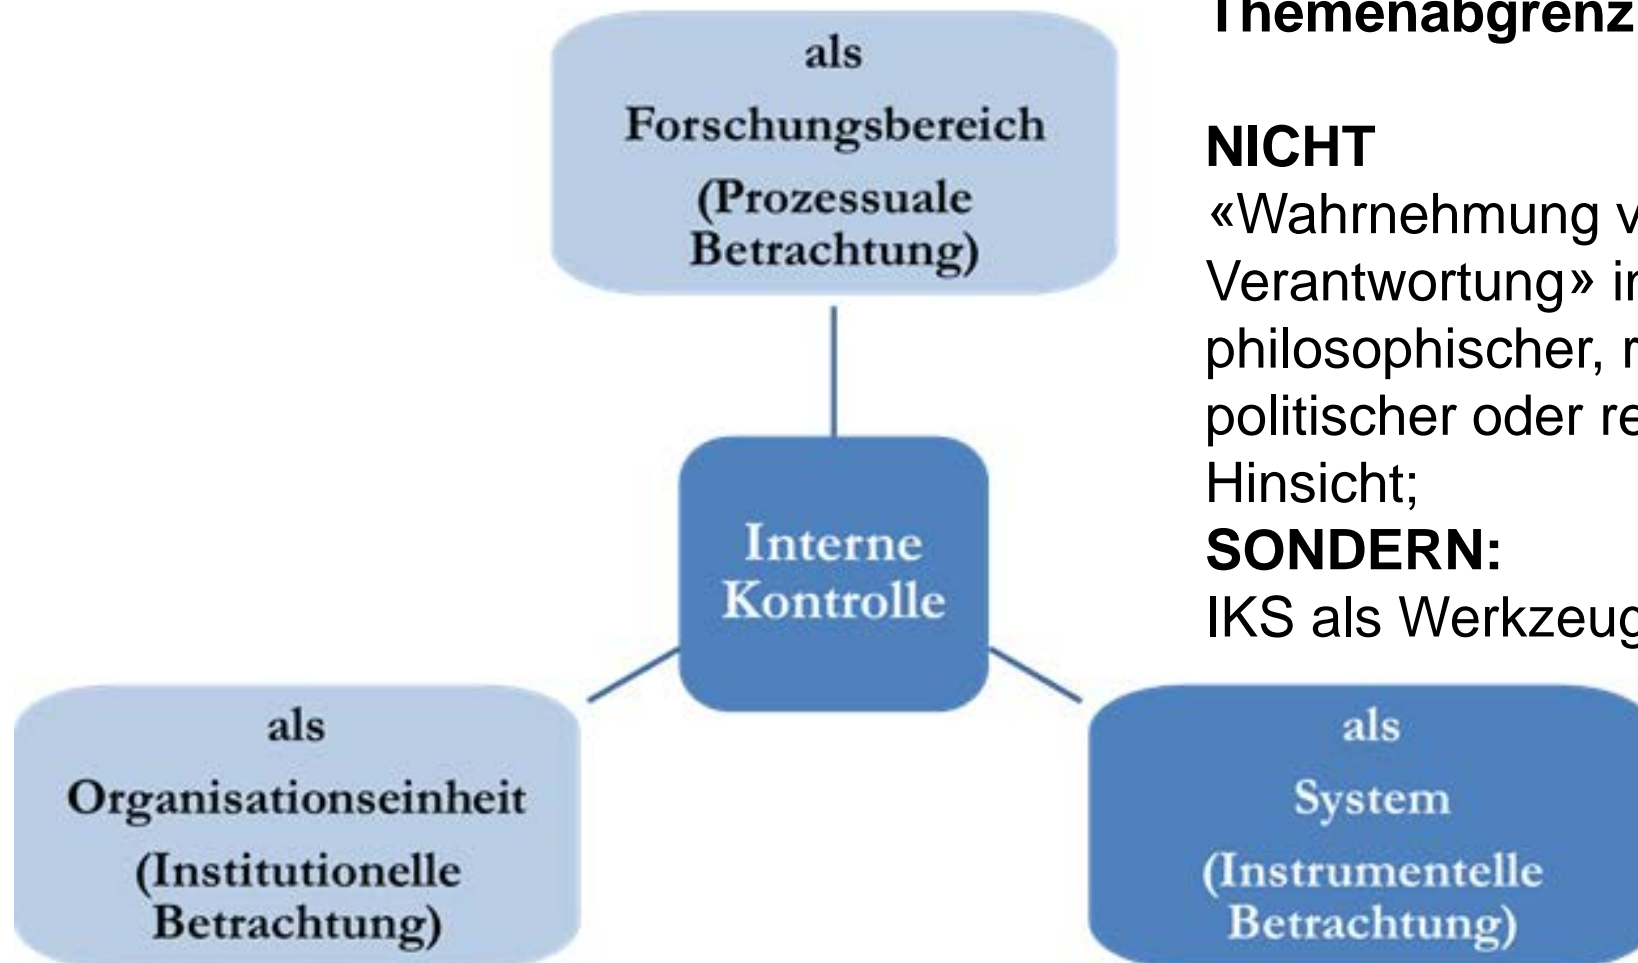 als
Forschungsbereich
(Prozessuale
Betrachtung)
Themenabgrenz
NICHT
«Wahrnehmung v
Verantwortung» in
philosophischer, r
politischer oder re
Hinsicht;
SONDERN:
IKS als Werkzeug
Interne
Kontrolle
als
Organisationseinheit
(Institutionelle
Betrachtung)
als
System
(Instrumentelle
Betrachtung)